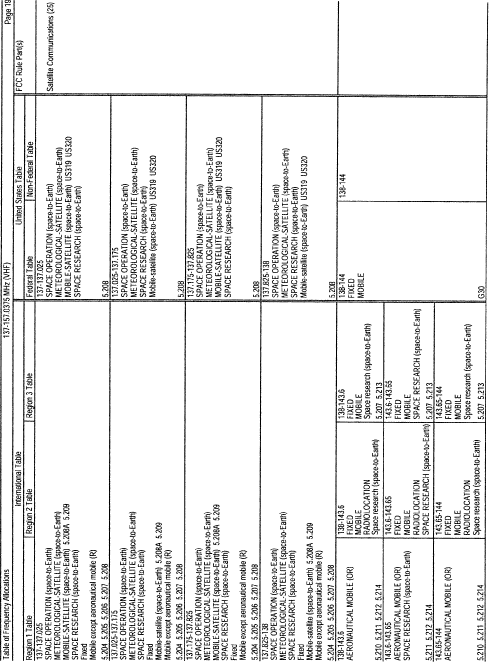 Table of Frequency Allocations 137-157.0375 MHz (VHF) Page 19
International Table United States Table FCC Rule Part(s)
Region 1 Table Region 2 Table Region 3 Table Federal Table Non-Federal Table
137-137.025
SPACE OPERATION (space-to-Earth)
METEOROLOGICAL-SATELLITE (space-to-Earth)
MOBILE-SATELLITE (space-to-Earth) 5.208A 5.209
SPACE RESEARCH (space-to-Earth)
Fixed
Mobile except aeronautical mobile (R)
5.204 5.205 5.206 5.207 5.208
137-137.025
SPACE OPERATION (space-to-Earth)
METEOROLOGICAL-SATELLITE (space-to-Earth)
MOBILE-SATELLITE (space-to-Earth) US319 US320
SPACE RESEARCH (space-to-Earth)
5.208
Satellite Communications (25)
137.025-137.175
SPACE OPERATION (space-to-Earth)
METEOROLOGICAL-SATELLITE (space-to-Earth)
SPACE RESEARCH (space-to-Earth)
Fixed
Mobile-satellite (space-to-Earth) 5.208A 5.209
Mobile except aeronautical mobile (R)
5.204 5.205 5.206 5.207 5.208
137.025-137.175
SPACE OPERATION (space-to-Earth)
METEOROLOGICAL-SATELLITE (space-to-Earth)
SPACE RESEARCH (space-to-Earth)
Mobile-satellite (space-to-Earth) US319 US320
5.208
137.175-137.825
SPACE OPERATION (space-to-Earth)
METEOROLOGICAL-SATELLITE (space-to-Earth)
MOBILE-SATELLITE (space-to-Earth) 5.208A 5.209
SPACE RESEARCH (space-to-Earth)
Fixed
Mobile except aeronautical mobile (R)
5.204 5.205 5.206 5.207 5.208
137.175-137.825
SPACE OPERATION (space-to-Earth)
METEOROLOGICAL-SATELLITE (space-to-Earth)
MOBILE-SATELLITE (space-to-Earth) US319 US320
SPACE RESEARCH (space-to-Earth)
5.208
137.825-138
SPACE OPERATION (space-to-Earth)
METEOROLOGICAL-SATELLITE (space-to-Earth)
SPACE RESEARCH (space-to-Earth)
Fixed
Mobile-satellite (space-to-Earth) 5.208A 5.209
Mobile except aeronautical mobile (R)
5.204 5.205 5.206 5.207 5.208
137.825-138
SPACE OPERATION (space-to-Earth)
METEOROLOGICAL-SATELLITE (space-to-Earth)
SPACE RESEARCH (space-to-Earth)
Mobile-satellite (space-to-Earth) US319 US320
5.208
138-143.6
AERONAUTICAL MOBILE (OR)
5.210 5.211 5.212 5.214
138-143.6
FIXED
MOBILE
RADIOLOCATION
Space research (space-to-Earth)
138-143.6
FIXED
MOBILE
Space research (space-to-Earth)
5.207 5.213
138-144
FIXED
MOBILE
G30
138-144
143.6-143.65
AERONAUTICAL MOBILE (OR)
SPACE RESEARCH (space-to-Earth)
5.211 5.212 5.214
143.6-143.65
FIXED
MOBILE
RADIOLOCATION
SPACE RESEARCH (space-to-Earth)
143.6-143.65
FIXED
MOBILE
SPACE RESEARCH (space-to-Earth)
5.207 5.213
143.65-144
AERONAUTICAL MOBILE (OR)
5.210 5.211 5.212 5.214
143.65-144
FIXED
MOBILE
RADIOLOCATION
Space research (space-to-Earth)
143.65-144
FIXED
MOBILE
Space research (space-to-Earth)
5.207 5.213